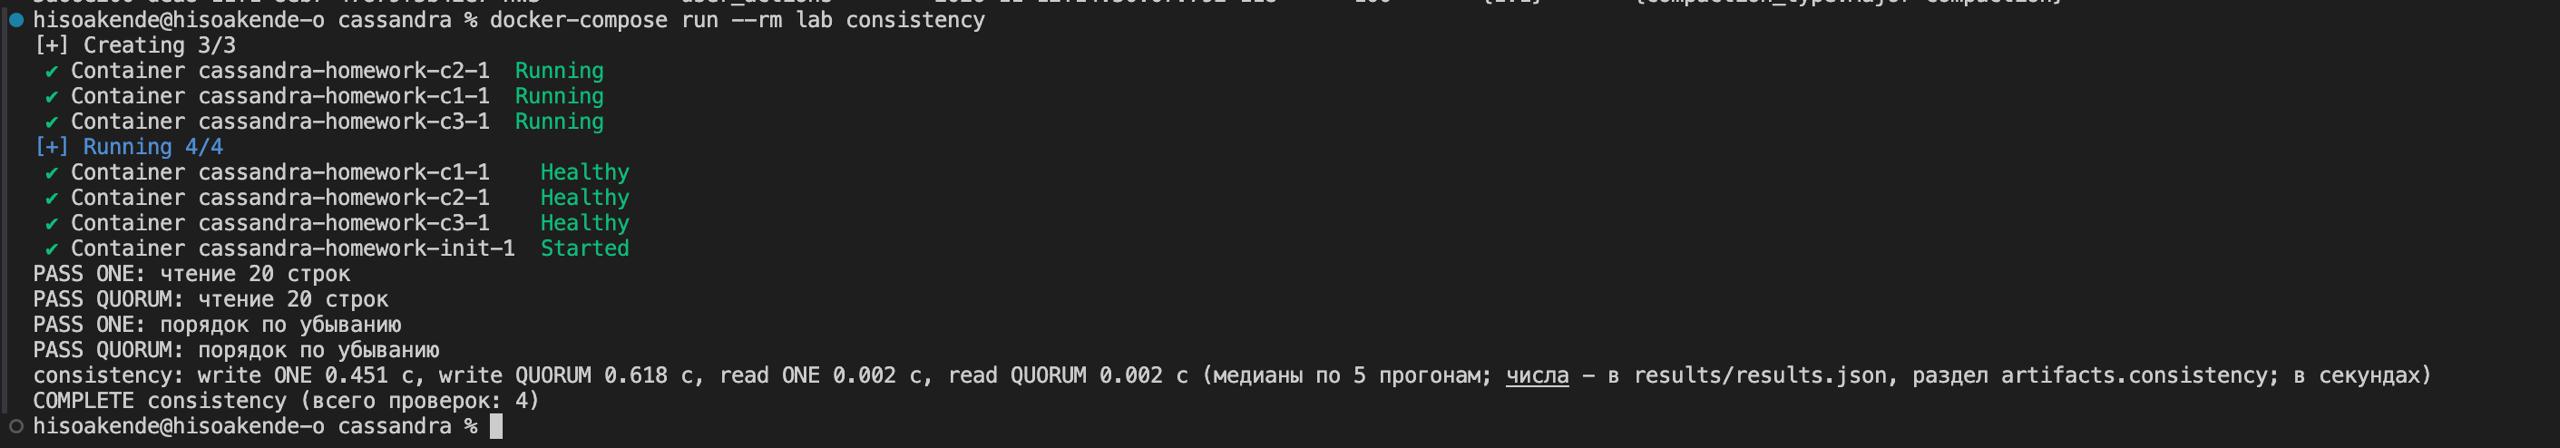 hisoakende@hisoakende-o cassandra % docker-compose run --rm lab consistency
[+] Creating 3/3
✔ Container cassandra-homework-c2-1  Running
✔ Container cassandra-homework-c1-1  Running
✔ Container cassandra-homework-c3-1  Running
[+] Running 4/4
✔ Container cassandra-homework-c1-1    Healthy
✔ Container cassandra-homework-c2-1    Healthy
✔ Container cassandra-homework-c3-1    Healthy
✔ Container cassandra-homework-init-1  Started
PASS ONE: чтение 20 строк
PASS QUORUM: чтение 20 строк
PASS ONE: порядок по убыванию
PASS QUORUM: порядок по убыванию
consistency: write ONE 0.451 с, write QUORUM 0.618 с, read ONE 0.002 с, read QUORUM 0.002 с (медианы по 5 прогонам; числа — в results/results.json, раздел artifacts.consistency; в секундах)
COMPLETE consistency (всего проверок: 4)
hisoakende@hisoakende-o cassandra %